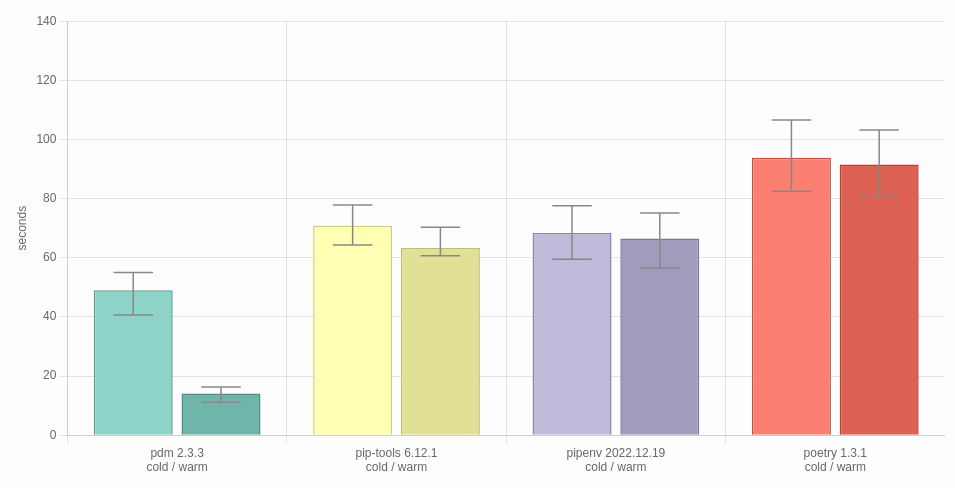 140
120
100
80
60
40
20
0
seconds
pdm 2.3.3
cold / warm
pip-tools 6.12.1
cold / warm
pipenv 2022.12.19
cold / warm
poetry 1.3.1
cold / warm